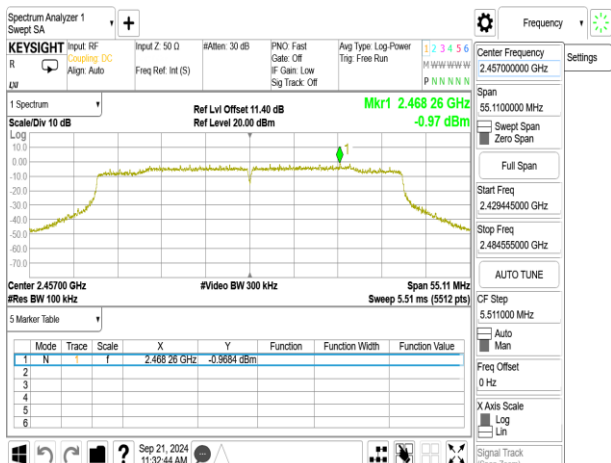 Spectrum Analyzer 1
Swept SA
+
Frequency
KEYSIGHT
R
Input: RF
Coupling: DC
Align: Auto
Input Z: 50 Ω
Freq Ref: Int (S)
#Atten: 30 dB
PNO: Fast
Gate: Off
IF Gain: Low
Sig Track: Off
Avg Type: Log-Power
Trig: Free Run
1 2 3 4 5 6
M W W W W W
P N N N N N
1 Spectrum
Scale/Div 10 dB
Ref Lvl Offset 11.40 dB
Ref Level 20.00 dBm
Mkr1 2.468 26 GHz
-0.97 dBm
Log
10.0
0.00
-10.0
-20.0
-30.0
-40.0
-50.0
-60.0
-70.0
1
Center 2.45700 GHz
#Res BW 100 kHz
#Video BW 300 kHz
Span 55.11 MHz
Sweep 5.51 ms (5512 pts)
5 Marker Table
Mode Trace Scale X Y Function Function Width Function Value
1 N 1 f 2.468 26 GHz -0.9684 dBm
2
3
4
5
6
?
Sep 21, 2024
11:32:44 AM
Center Frequency
2.457000000 GHz
Settings
Span
55.1100000 MHz
Swept Span
Zero Span
Full Span
Start Freq
2.429445000 GHz
Stop Freq
2.484555000 GHz
AUTO TUNE
CF Step
5.511000 MHz
Auto
Man
Freq Offset
0 Hz
X Axis Scale
Log
Lin
Signal Track